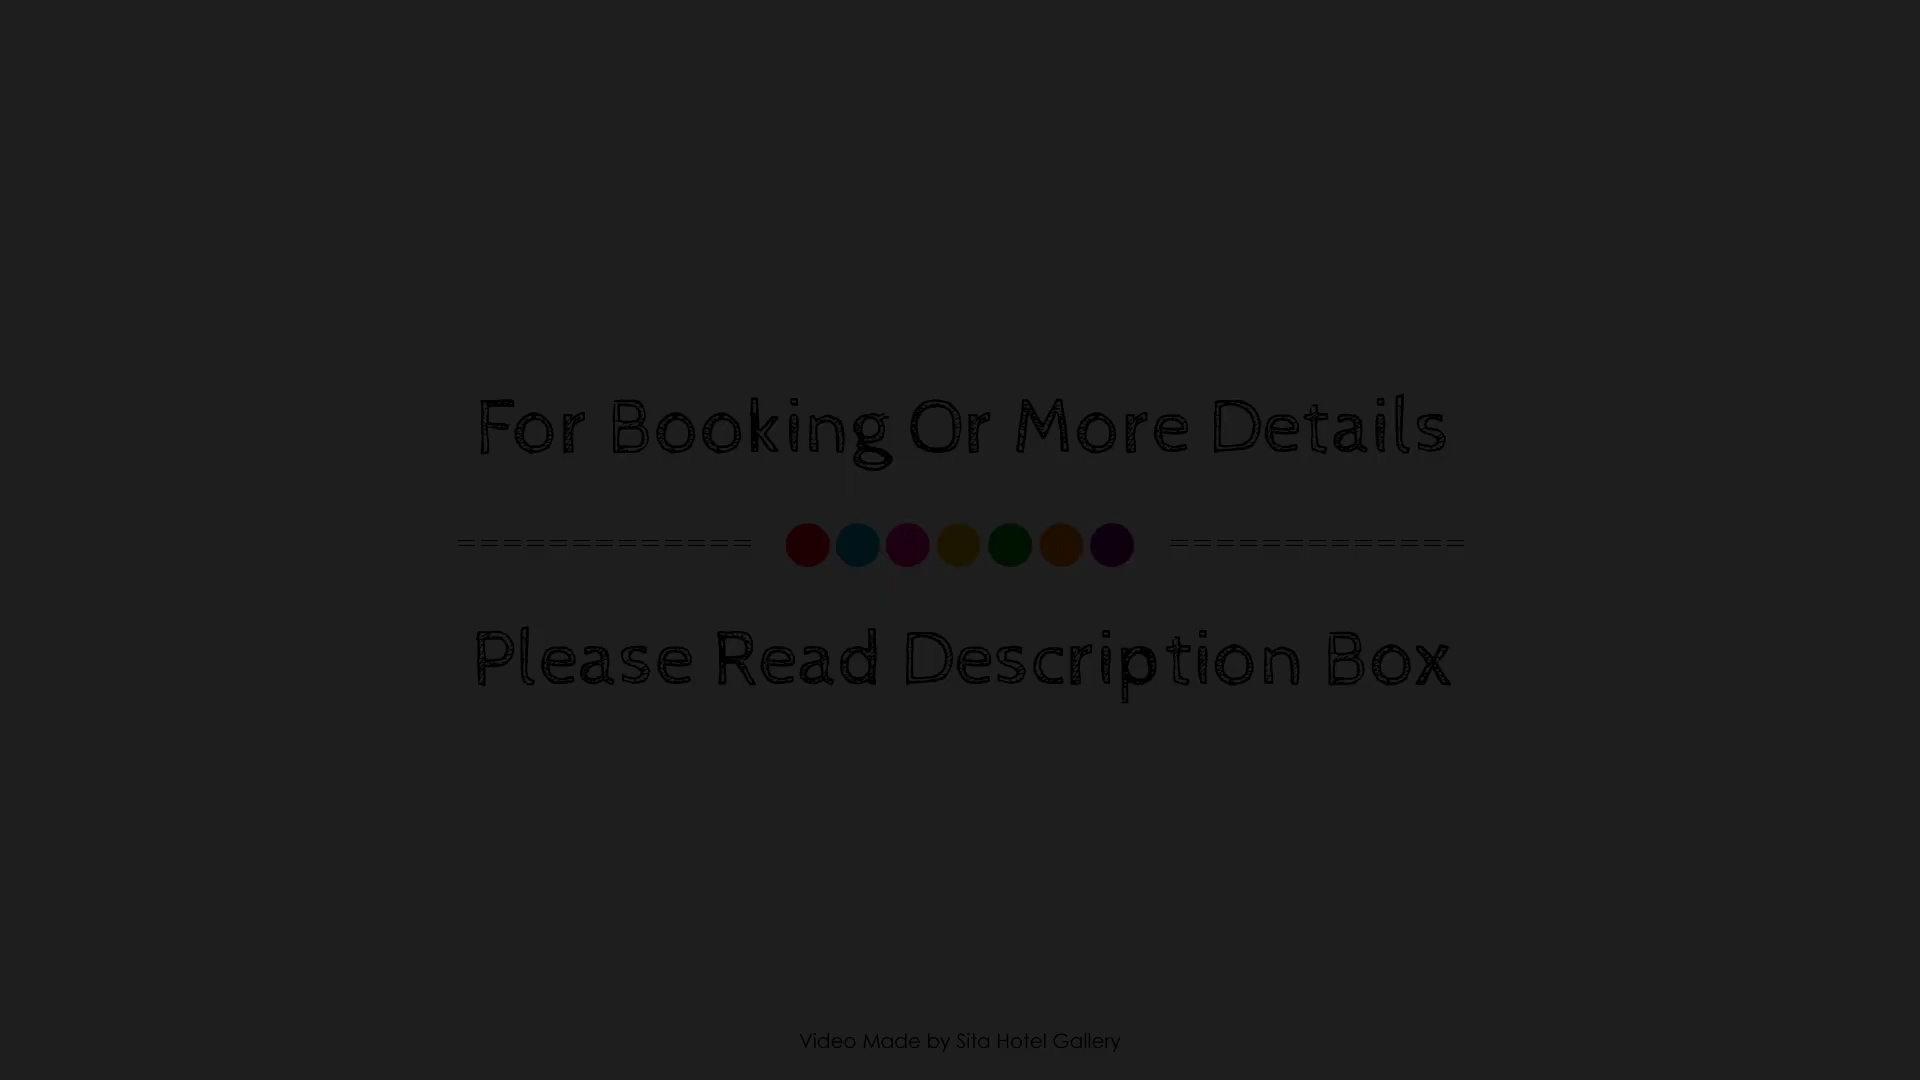 For Booking Or More Details
============= =============
Please Read Description Box
Video Made by Sita Hotel Gallery